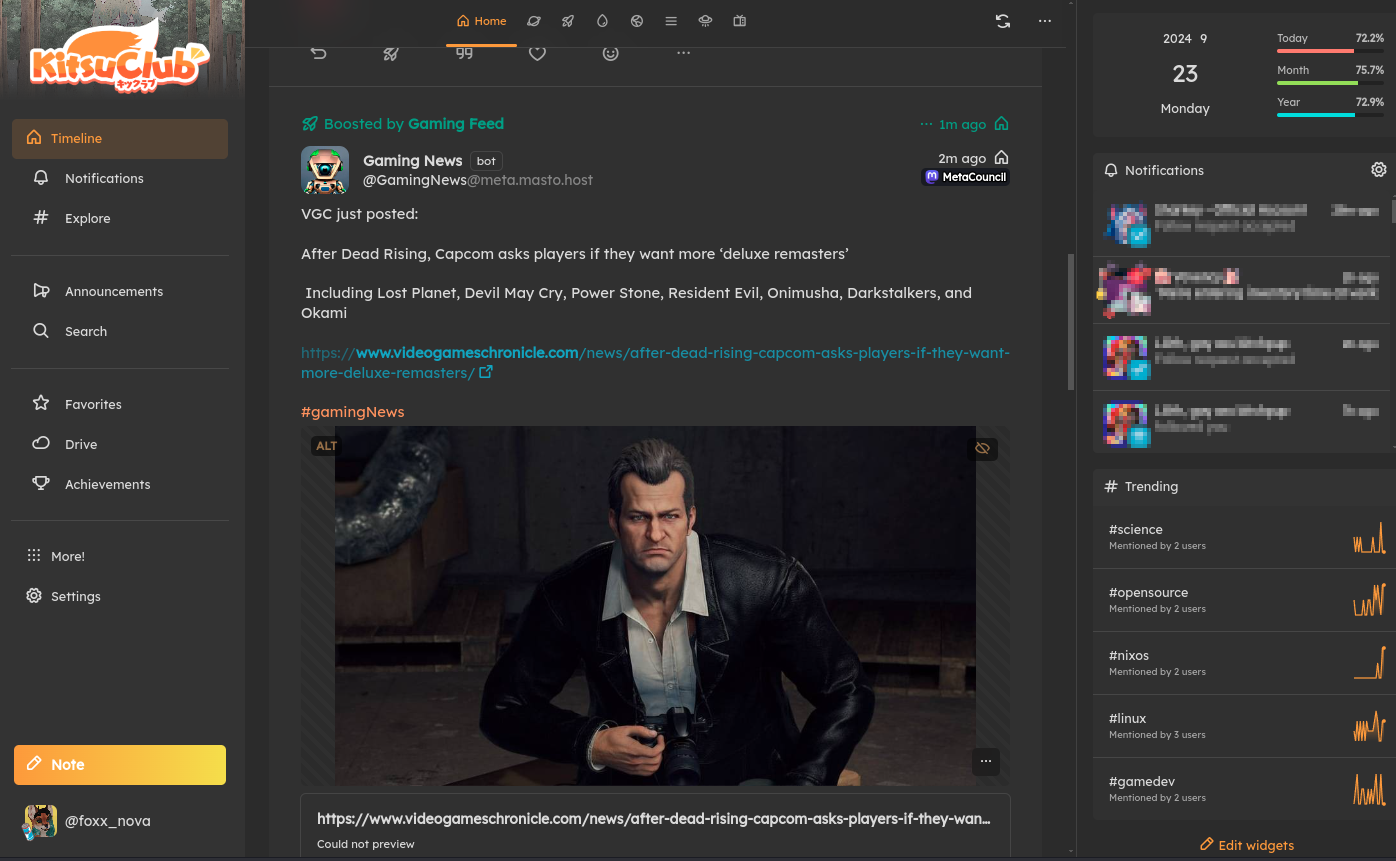 KitsuClub
キツクラブ
Timeline
Notifications
Explore
Announcements
Search
Favorites
Drive
Achievements
More!
Settings
Note
@foxx_nova
Home
Boosted by Gaming Feed
1m ago
Gaming News bot
2m ago
@GamingNews@meta.masto.host
MetaCouncil
VGC just posted:
After Dead Rising, Capcom asks players if they want more ‘deluxe remasters’
Including Lost Planet, Devil May Cry, Power Stone, Resident Evil, Onimusha, Darkstalkers, and
Okami
https://www.videogameschronicle.com/news/after-dead-rising-capcom-asks-players-if-they-want-
more-deluxe-remasters/
#gamingNews
ALT
https://www.videogameschronicle.com/news/after-dead-rising-capcom-asks-players-if-they-wan...
Could not preview
2024 9
23
Monday
Today 72.2%
Month 75.7%
Year 72.9%
Notifications
Trending
#science
Mentioned by 2 users
#opensource
Mentioned by 2 users
#nixos
Mentioned by 2 users
#linux
Mentioned by 3 users
#gamedev
Mentioned by 2 users
Edit widgets